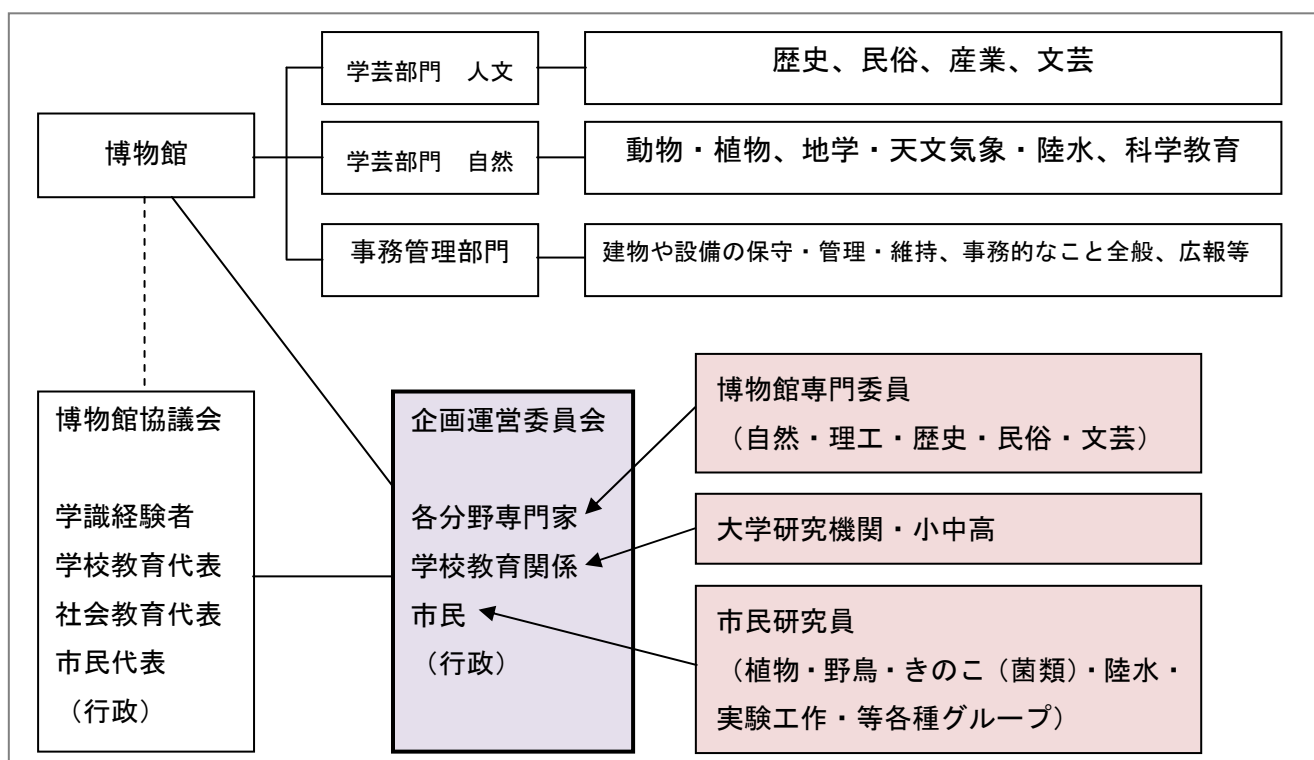 学芸部門　人文
歴史、民俗、産業、文芸
博物館
学芸部門　自然
動物・植物、地学・天文気象・陸水、科学教育
事務管理部門
建物や設備の保守・管理・維持、事務的なこと全般、広報等
博物館協議会
学識経験者
学校教育代表
社会教育代表
市民代表
（行政）
企画運営委員会
各分野専門家
学校教育関係
市民
（行政）
博物館専門委員
（自然・理工・歴史・民俗・文芸）
大学研究機関・小中高
市民研究員
（植物・野鳥・きのこ（菌類）・陸水・
実験工作・等各種グループ）